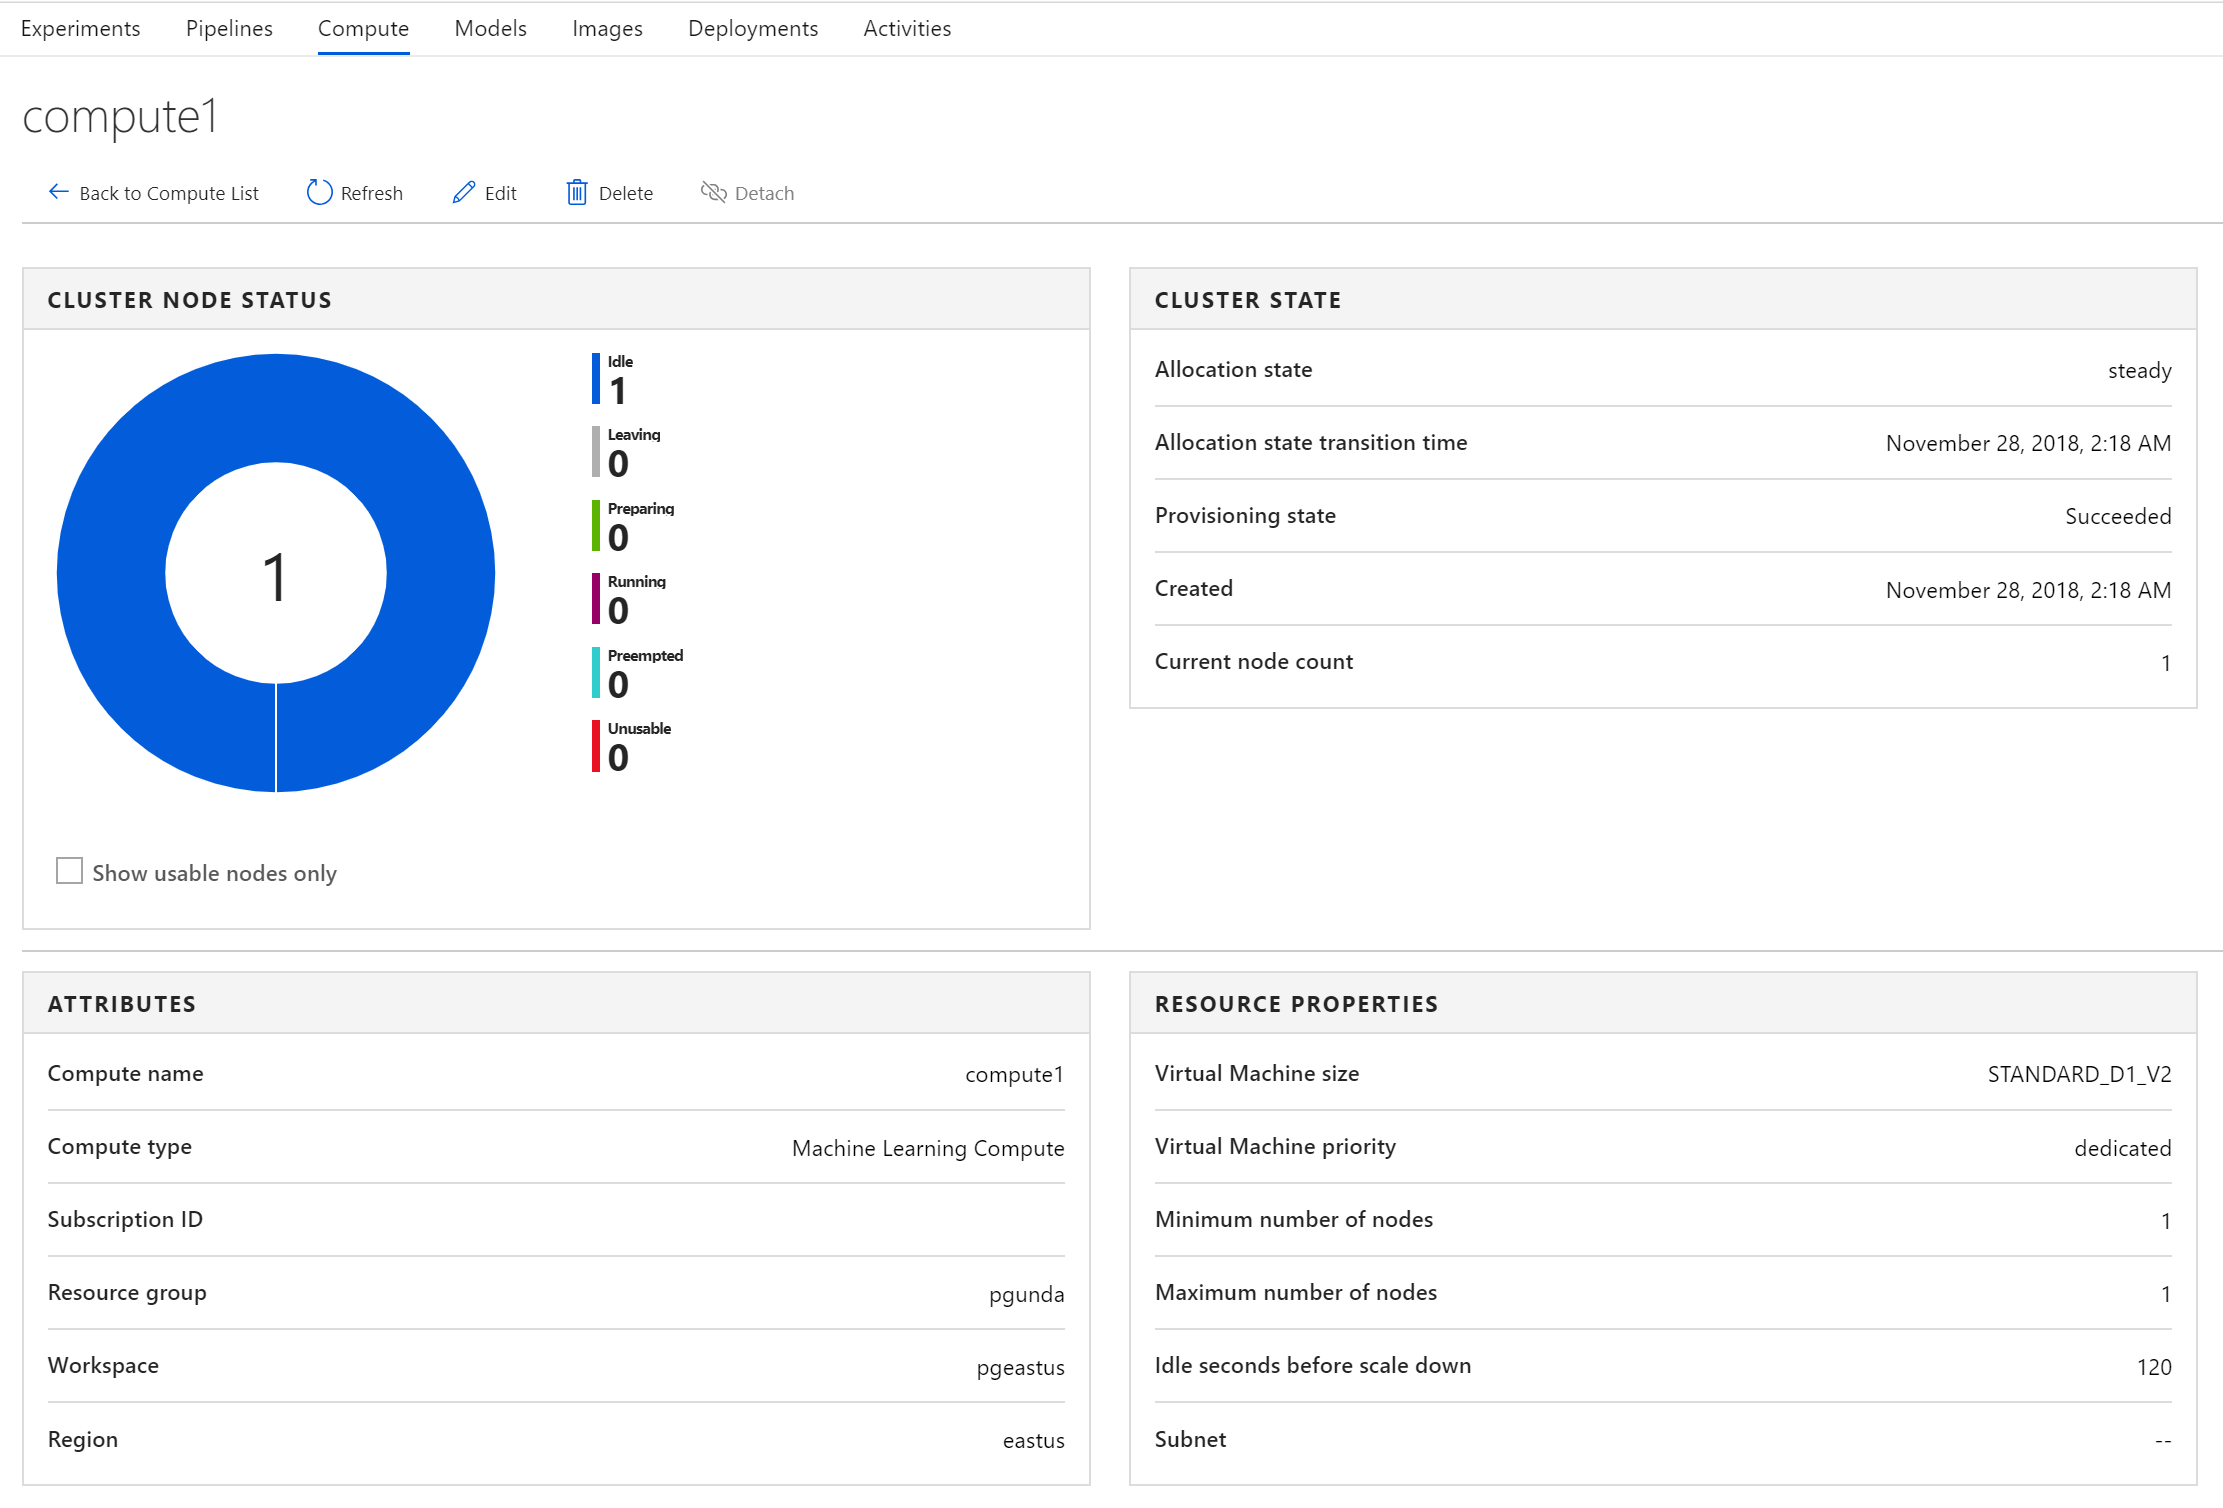 Experiments Pipelines Compute Models Images Deployments Activities
compute1
Back to Compute List Refresh Edit Delete Detach
CLUSTER NODE STATUS
1
Idle
1
Leaving
0
Preparing
0
Running
0
Preempted
0
Unusable
0
Show usable nodes only
CLUSTER STATE
Allocation state steady
Allocation state transition time November 28, 2018, 2:18 AM
Provisioning state Succeeded
Created November 28, 2018, 2:18 AM
Current node count 1
ATTRIBUTES
Compute name compute1
Compute type Machine Learning Compute
Subscription ID
Resource group pgunda
Workspace pgeastus
Region eastus
RESOURCE PROPERTIES
Virtual Machine size STANDARD_D1_V2
Virtual Machine priority dedicated
Minimum number of nodes 1
Maximum number of nodes 1
Idle seconds before scale down 120
Subnet --